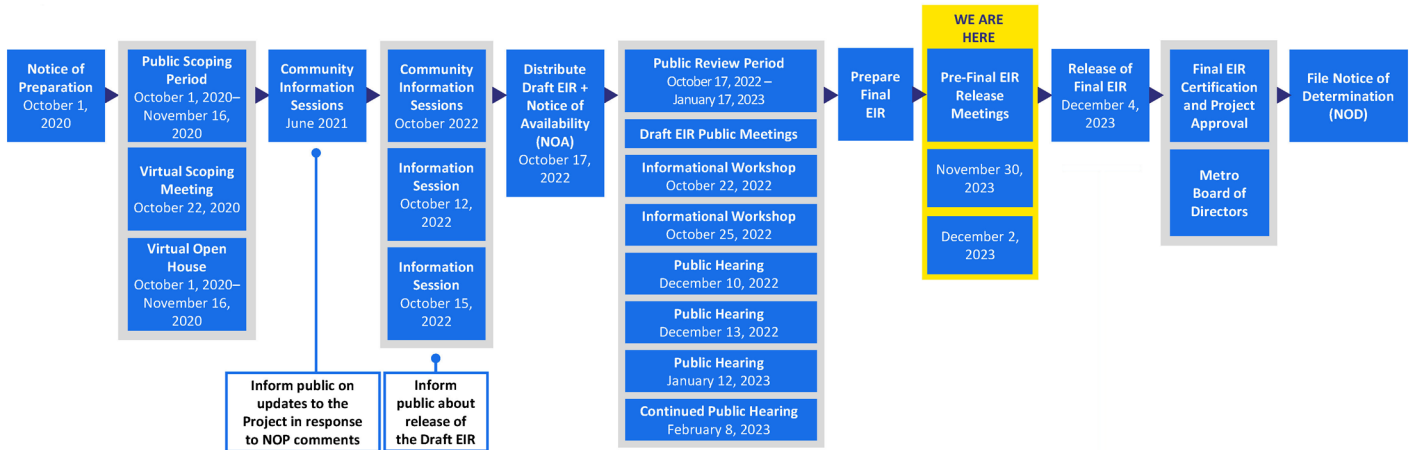 Notice of
Preparation
October 1,
2020
Public Scoping
Period
October 1, 2020–
November 16,
2020
Virtual Scoping
Meeting
October 22, 2020
Virtual Open
House
October 1, 2020–
November 16,
2020
Community
Information
Sessions
June 2021
Inform public on
updates to the
Project in response
to NOP comments
Community
Information
Sessions
October 2022
Information
Session
October 12,
2022
Information
Session
October 15,
2022
Inform
public about
release of
the Draft EIR
Distribute
Draft EIR +
Notice of
Availability
(NOA)
October 17,
2022
Public Review Period
October 17, 2022 –
January 17, 2023
Draft EIR Public Meetings
Informational Workshop
October 22, 2022
Informational Workshop
October 25, 2022
Public Hearing
December 10, 2022
Public Hearing
December 13, 2022
Public Hearing
January 12, 2023
Continued Public Hearing
February 8, 2023
Prepare
Final
EIR
WE ARE
HERE
Pre-Final EIR
Release
Meetings
November 30,
2023
December 2,
2023
Release of
Final EIR
December 4,
2023
Final EIR
Certification
and Project
Approval
Metro
Board of
Directors
File Notice of
Determination
(NOD)